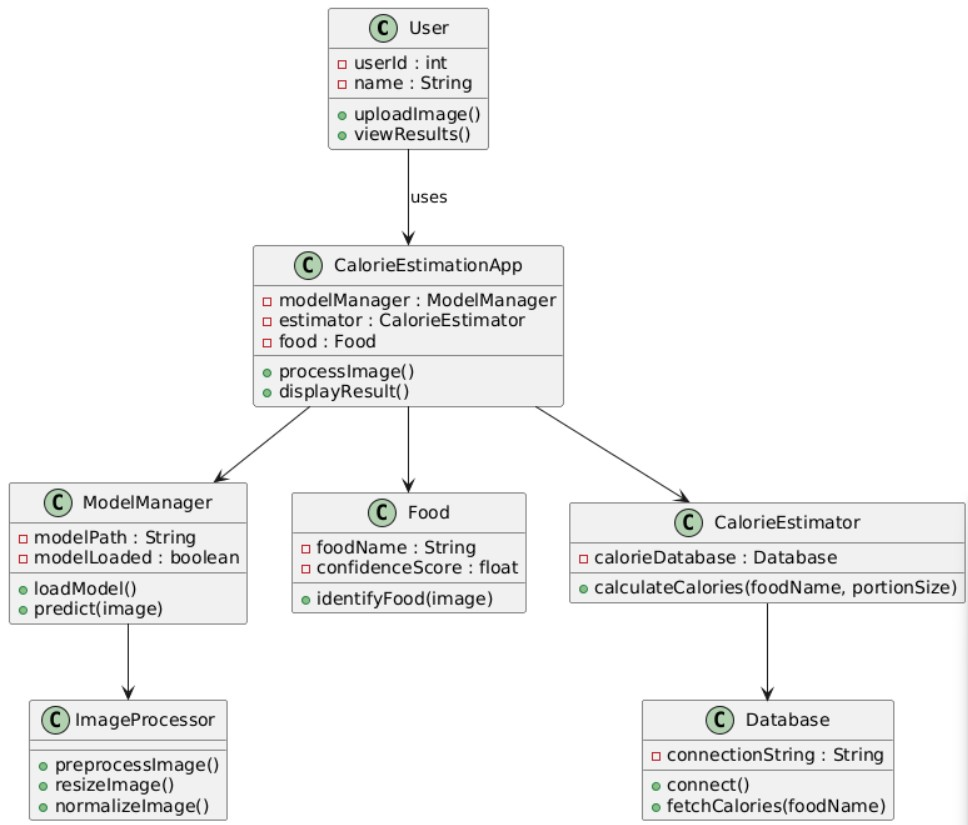 C User
userId : int
name : String
uploadImage()
viewResults()
uses
C CalorieEstimationApp
modelManager : ModelManager
estimator : CalorieEstimator
food : Food
processImage()
displayResult()
C ModelManager
modelPath : String
modelLoaded : boolean
loadModel()
predict(image)
C Food
foodName : String
confidenceScore : float
identifyFood(image)
C CalorieEstimator
calorieDatabase : Database
calculateCalories(foodName, portionSize)
C ImageProcessor
preprocessImage()
resizeImage()
normalizeImage()
C Database
connectionString : String
connect()
fetchCalories(foodName)